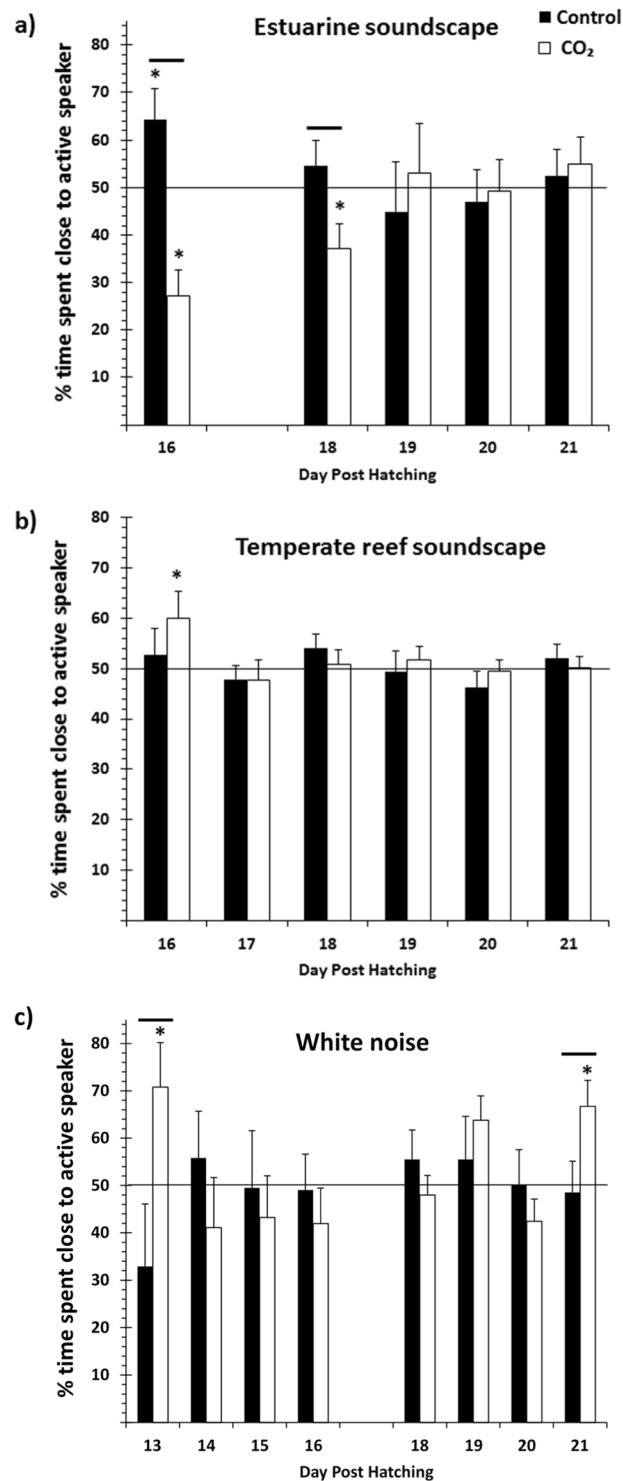 a)
Estuarine soundscape
Control
CO₂
% time spent close to active speaker
80
70
60
50
40
30
20
10
*
*
*
16 18 19 20 21
Day Post Hatching
b)
Temperate reef soundscape
% time spent close to active speaker
80
70
60
50
40
30
20
10
*
16 17 18 19 20 21
Day Post Hatching
c)
White noise
% time spent close to active speaker
80
70
60
50
40
30
20
10
*
*
13 14 15 16 18 19 20 21
Day Post Hatching